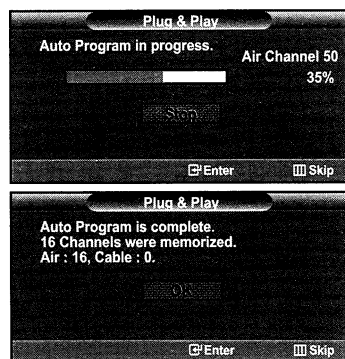 Plug & Play
Auto Program in progress.
Air Channel 50
35%
Stop
Enter
Skip
Plug & Play
Auto Program is complete.
16 Channels were memorized.
Air : 16, Cable : 0.
OK
Enter
Skip